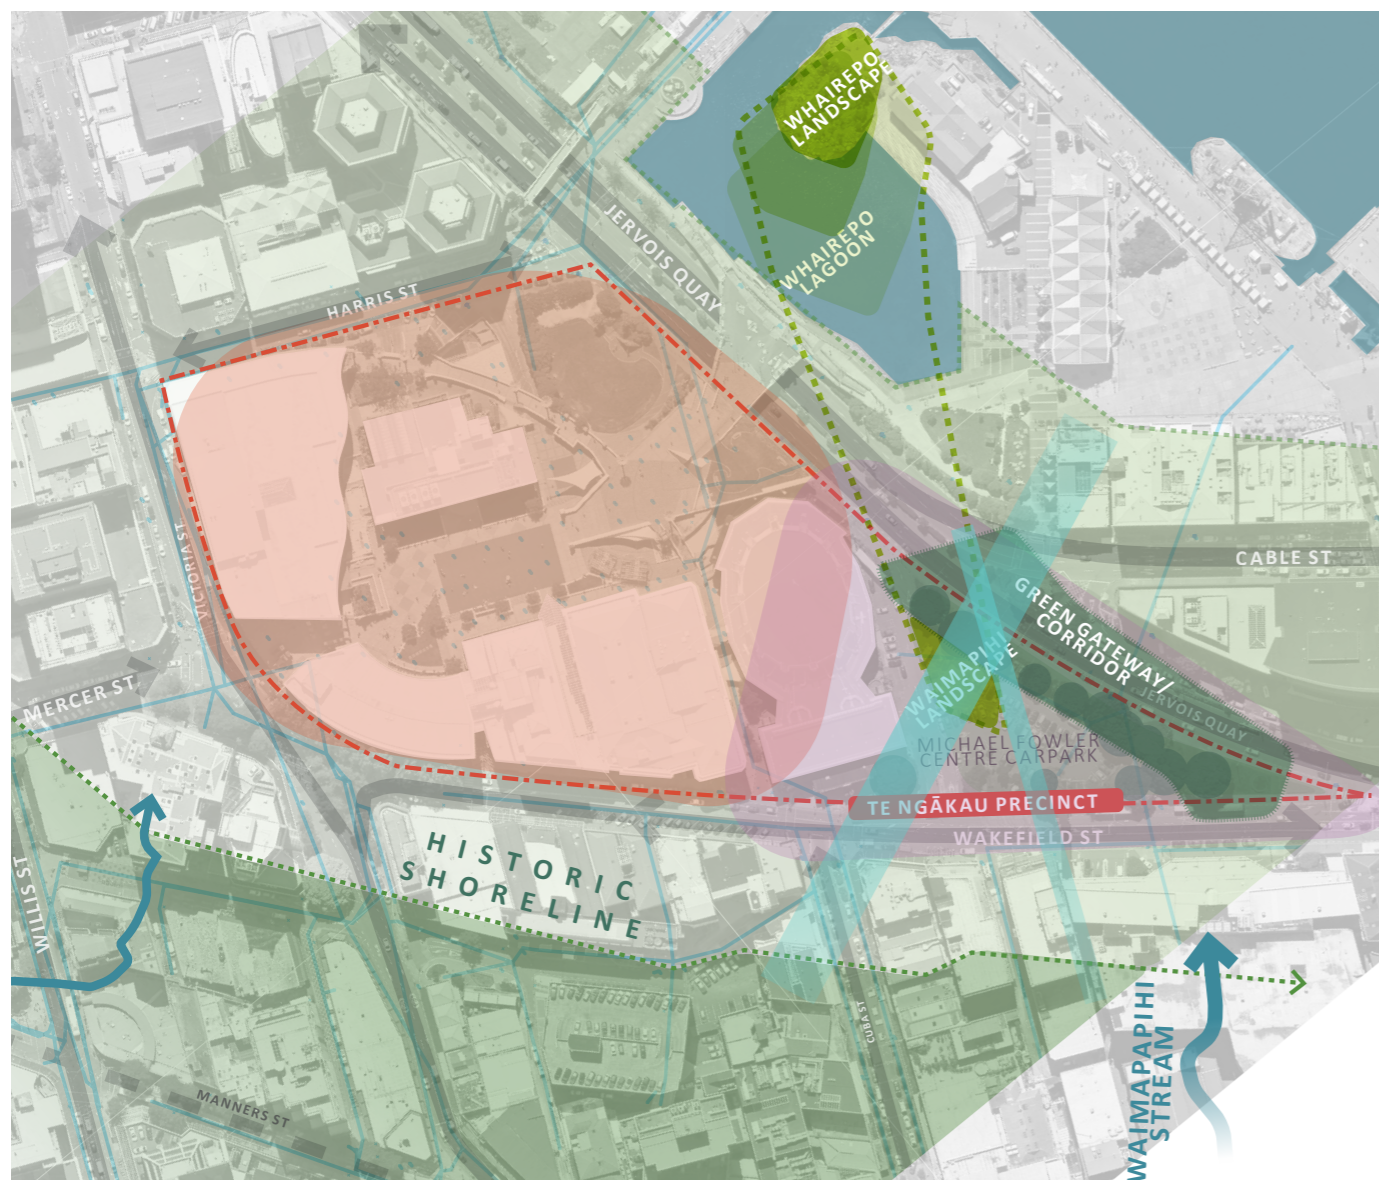 WHAIREPO
LANDSCAPE
WHAIREPO
LAGOON
JERVOIS QUAY
HARRIS ST
CABLE ST
VICTORIA ST
GREEN GATEWAY/
CORRIDOR
WAIMAPIHI
LANDSCAPE
JERVOIS QUAY
MERCER ST
MICHAEL FOWLER
CENTRE CARPARK
TE NGĀKAU PRECINCT
WAKEFIELD ST
HISTORIC
SHORELINE
WILLIS ST
CUBA ST
MANNERS ST
WAIMAPAPIHI
STREAM